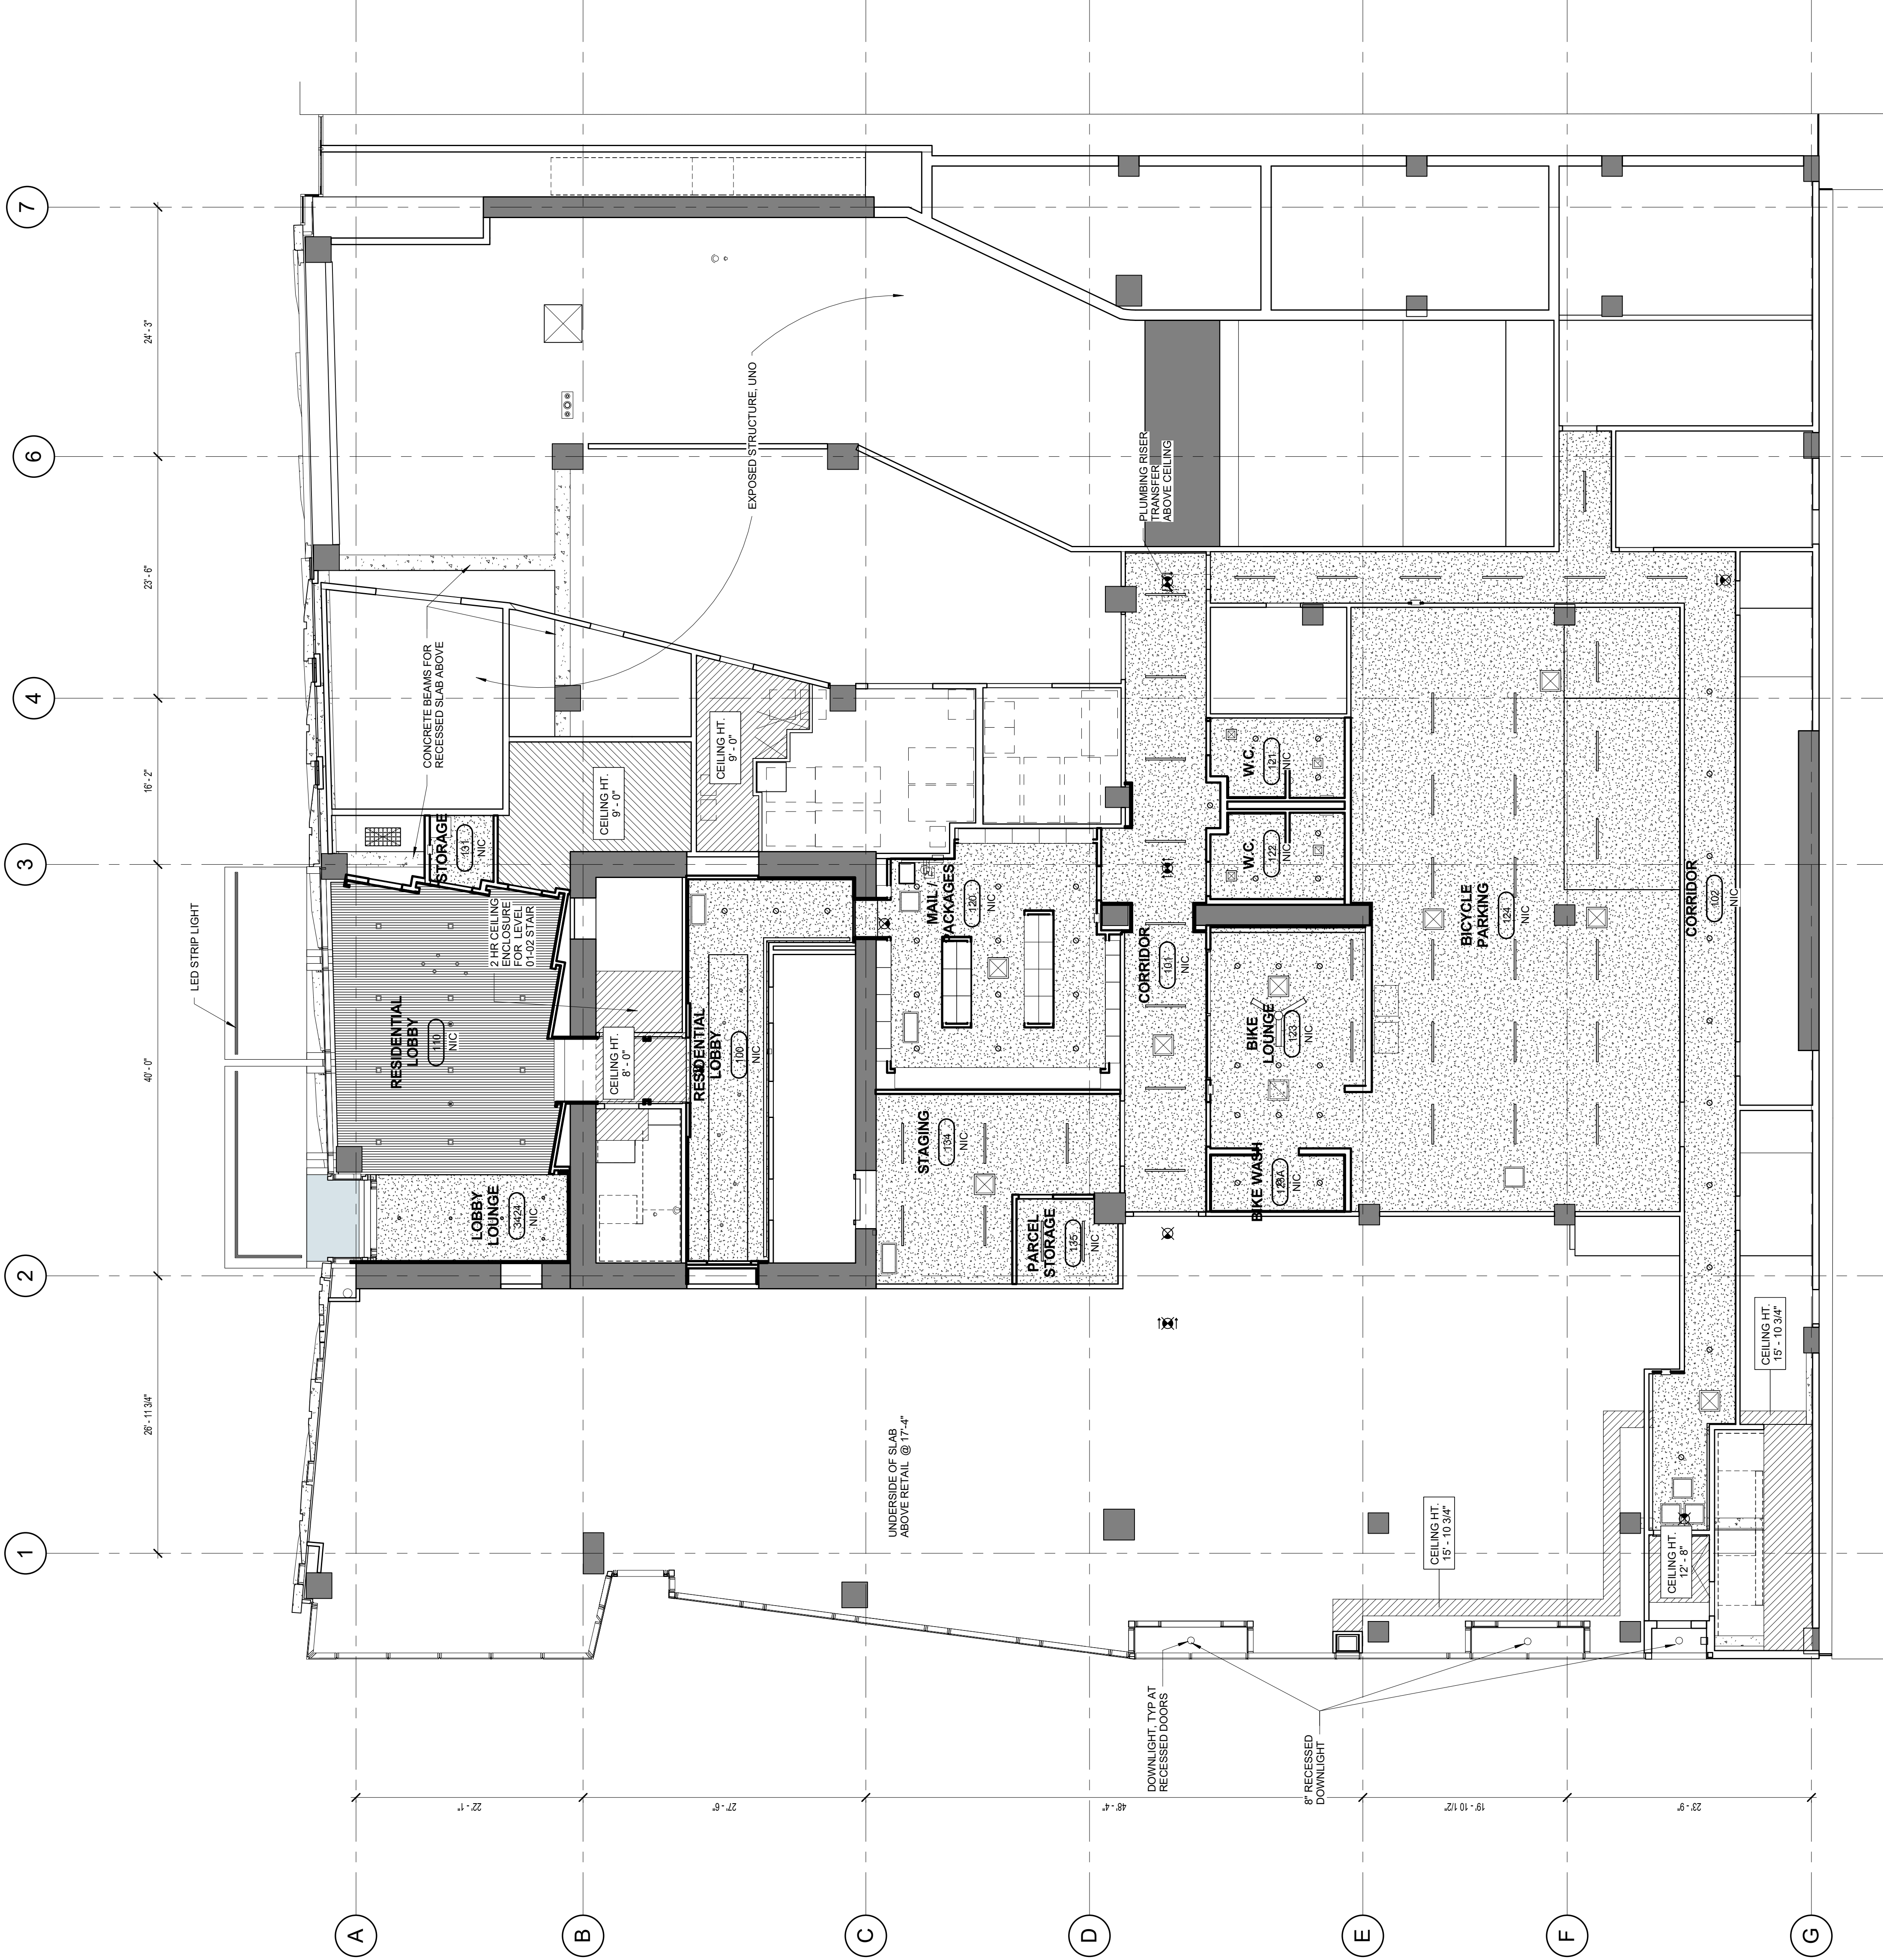 7
6
4
3
2
1
A
B
C
D
E
F
G
24' - 3"
23' - 6"
16' - 2"
40' - 0"
26' - 11 3/4"
22' - 1"
27' - 6"
48' - 4"
19' - 10 1/2"
23' - 9"
LED STRIP LIGHT
CONCRETE BEAMS FOR
RECESSED SLAB ABOVE
EXPOSED STRUCTURE, UNO
PLUMBING RISER
TRANSFER
ABOVE CEILING
STORAGE
131
NIC
CEILING HT.
9' - 0"
CEILING HT.
9' - 0"
2 HR CEILING
ENCLOSURE
FOR LEVEL
01-02 STAIR
RESIDENTIAL
LOBBY
110
NIC
CEILING HT.
8' - 0"
RESIDENTIAL
LOBBY
100
NIC
LOBBY
LOUNGE
3424
NIC
MAIL /
PACKAGES
120
NIC
STAGING
134
NIC
PARCEL
STORAGE
135
NIC
CORRIDOR
101
NIC
W.C.
121
NIC
W.C.
122
NIC
BIKE
LOUNGE
123
NIC
BIKE WASH
123A
NIC
BICYCLE
PARKING
124
NIC
CORRIDOR
102
NIC
UNDERSIDE OF SLAB
ABOVE RETAIL @ 17'-4"
CEILING HT.
15' - 10 3/4"
CEILING HT.
15' - 10 3/4"
CEILING HT.
12' - 8"
DOWNLIGHT, TYP AT
RECESSED DOORS
8" RECESSED
DOWNLIGHT